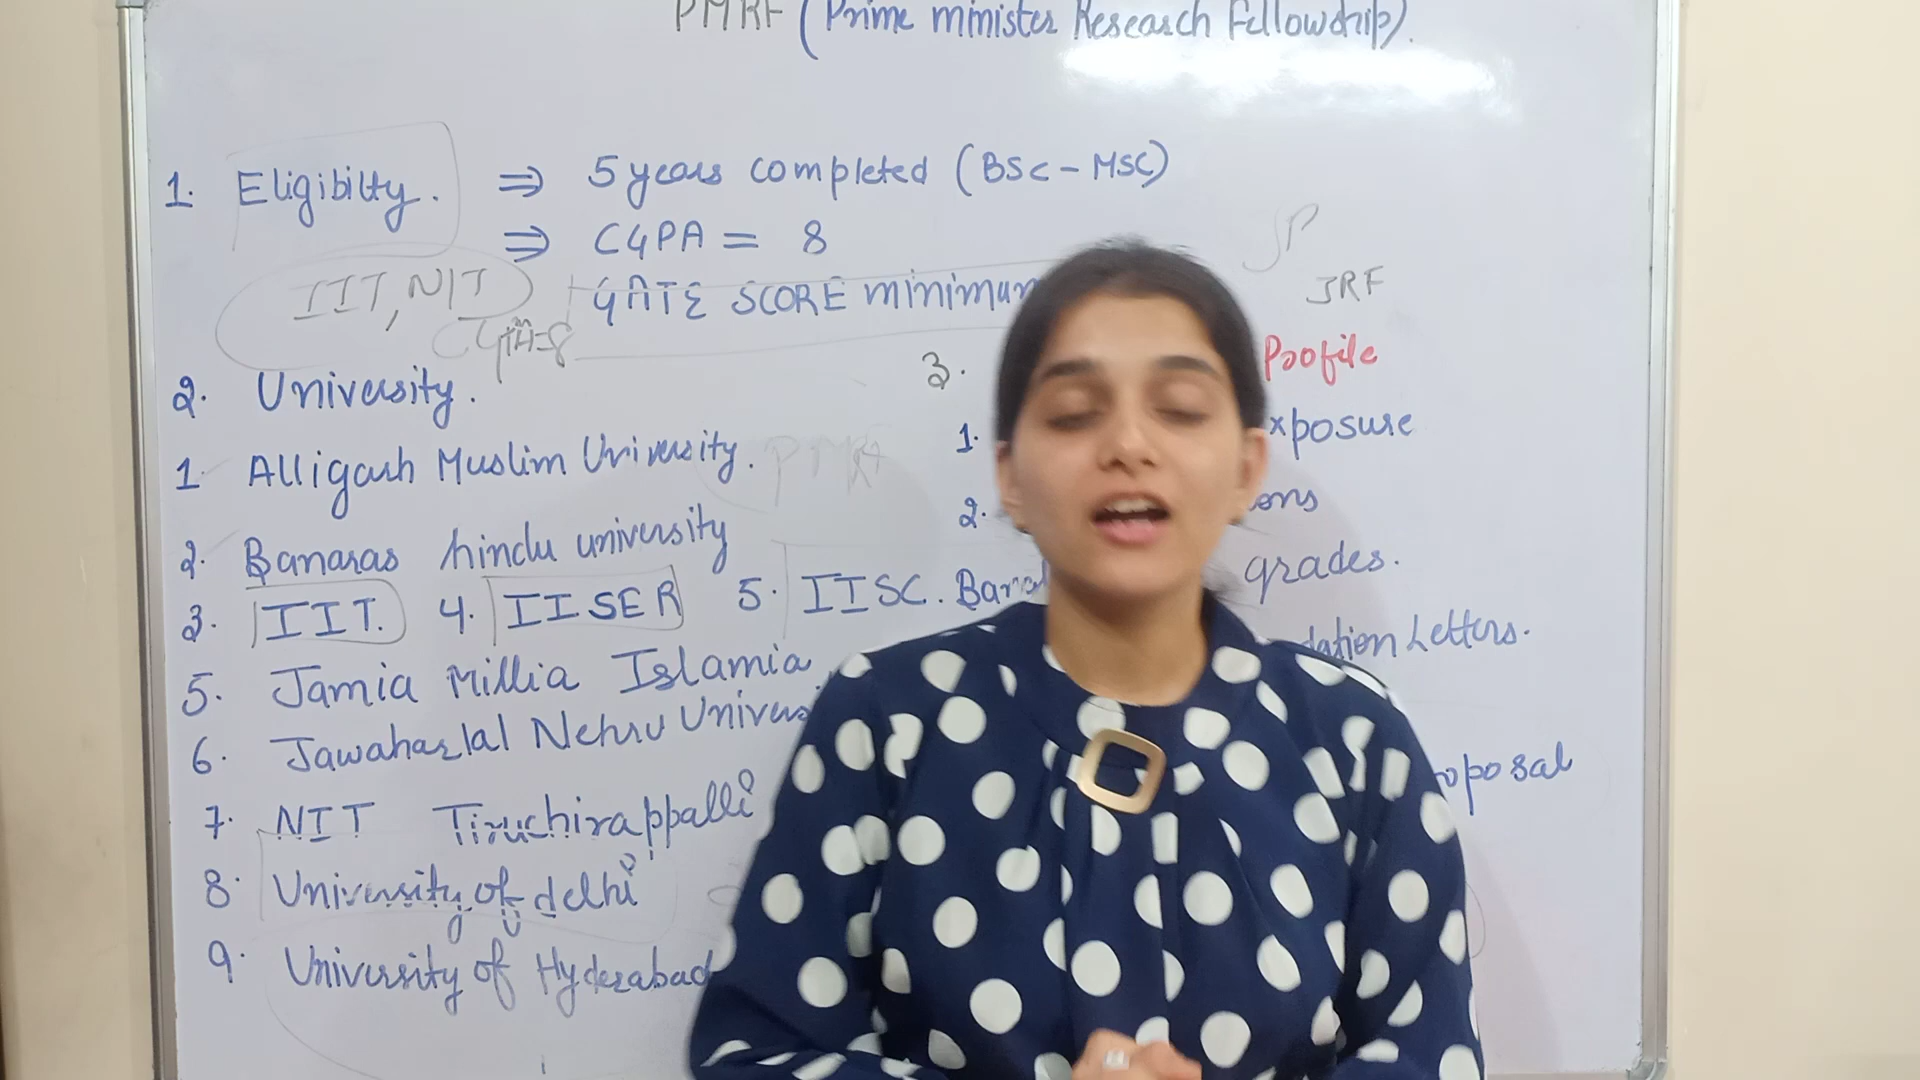 PMRF (Prime minister Research Fellowship).
1. Eligibilty. ⇒ 5 years completed (BSc - MSC)
⇒ CGPA = 8
IIT, NIT
GATE SCORE minimum
JRF
2. University.
3. Profile
1. Alligarh Muslim University.
1. xposure
2. Banaras hindu university
2. ons
3. IIT. 4. IISER 5. IISC. Ban
grades.
dation Letters.
5. Jamia Millia Islamia
6. Jawaharlal Nehru Univers
oposal
7. NIT Tiruchirappalli
8. University of delhi
9. University of Hyderabad